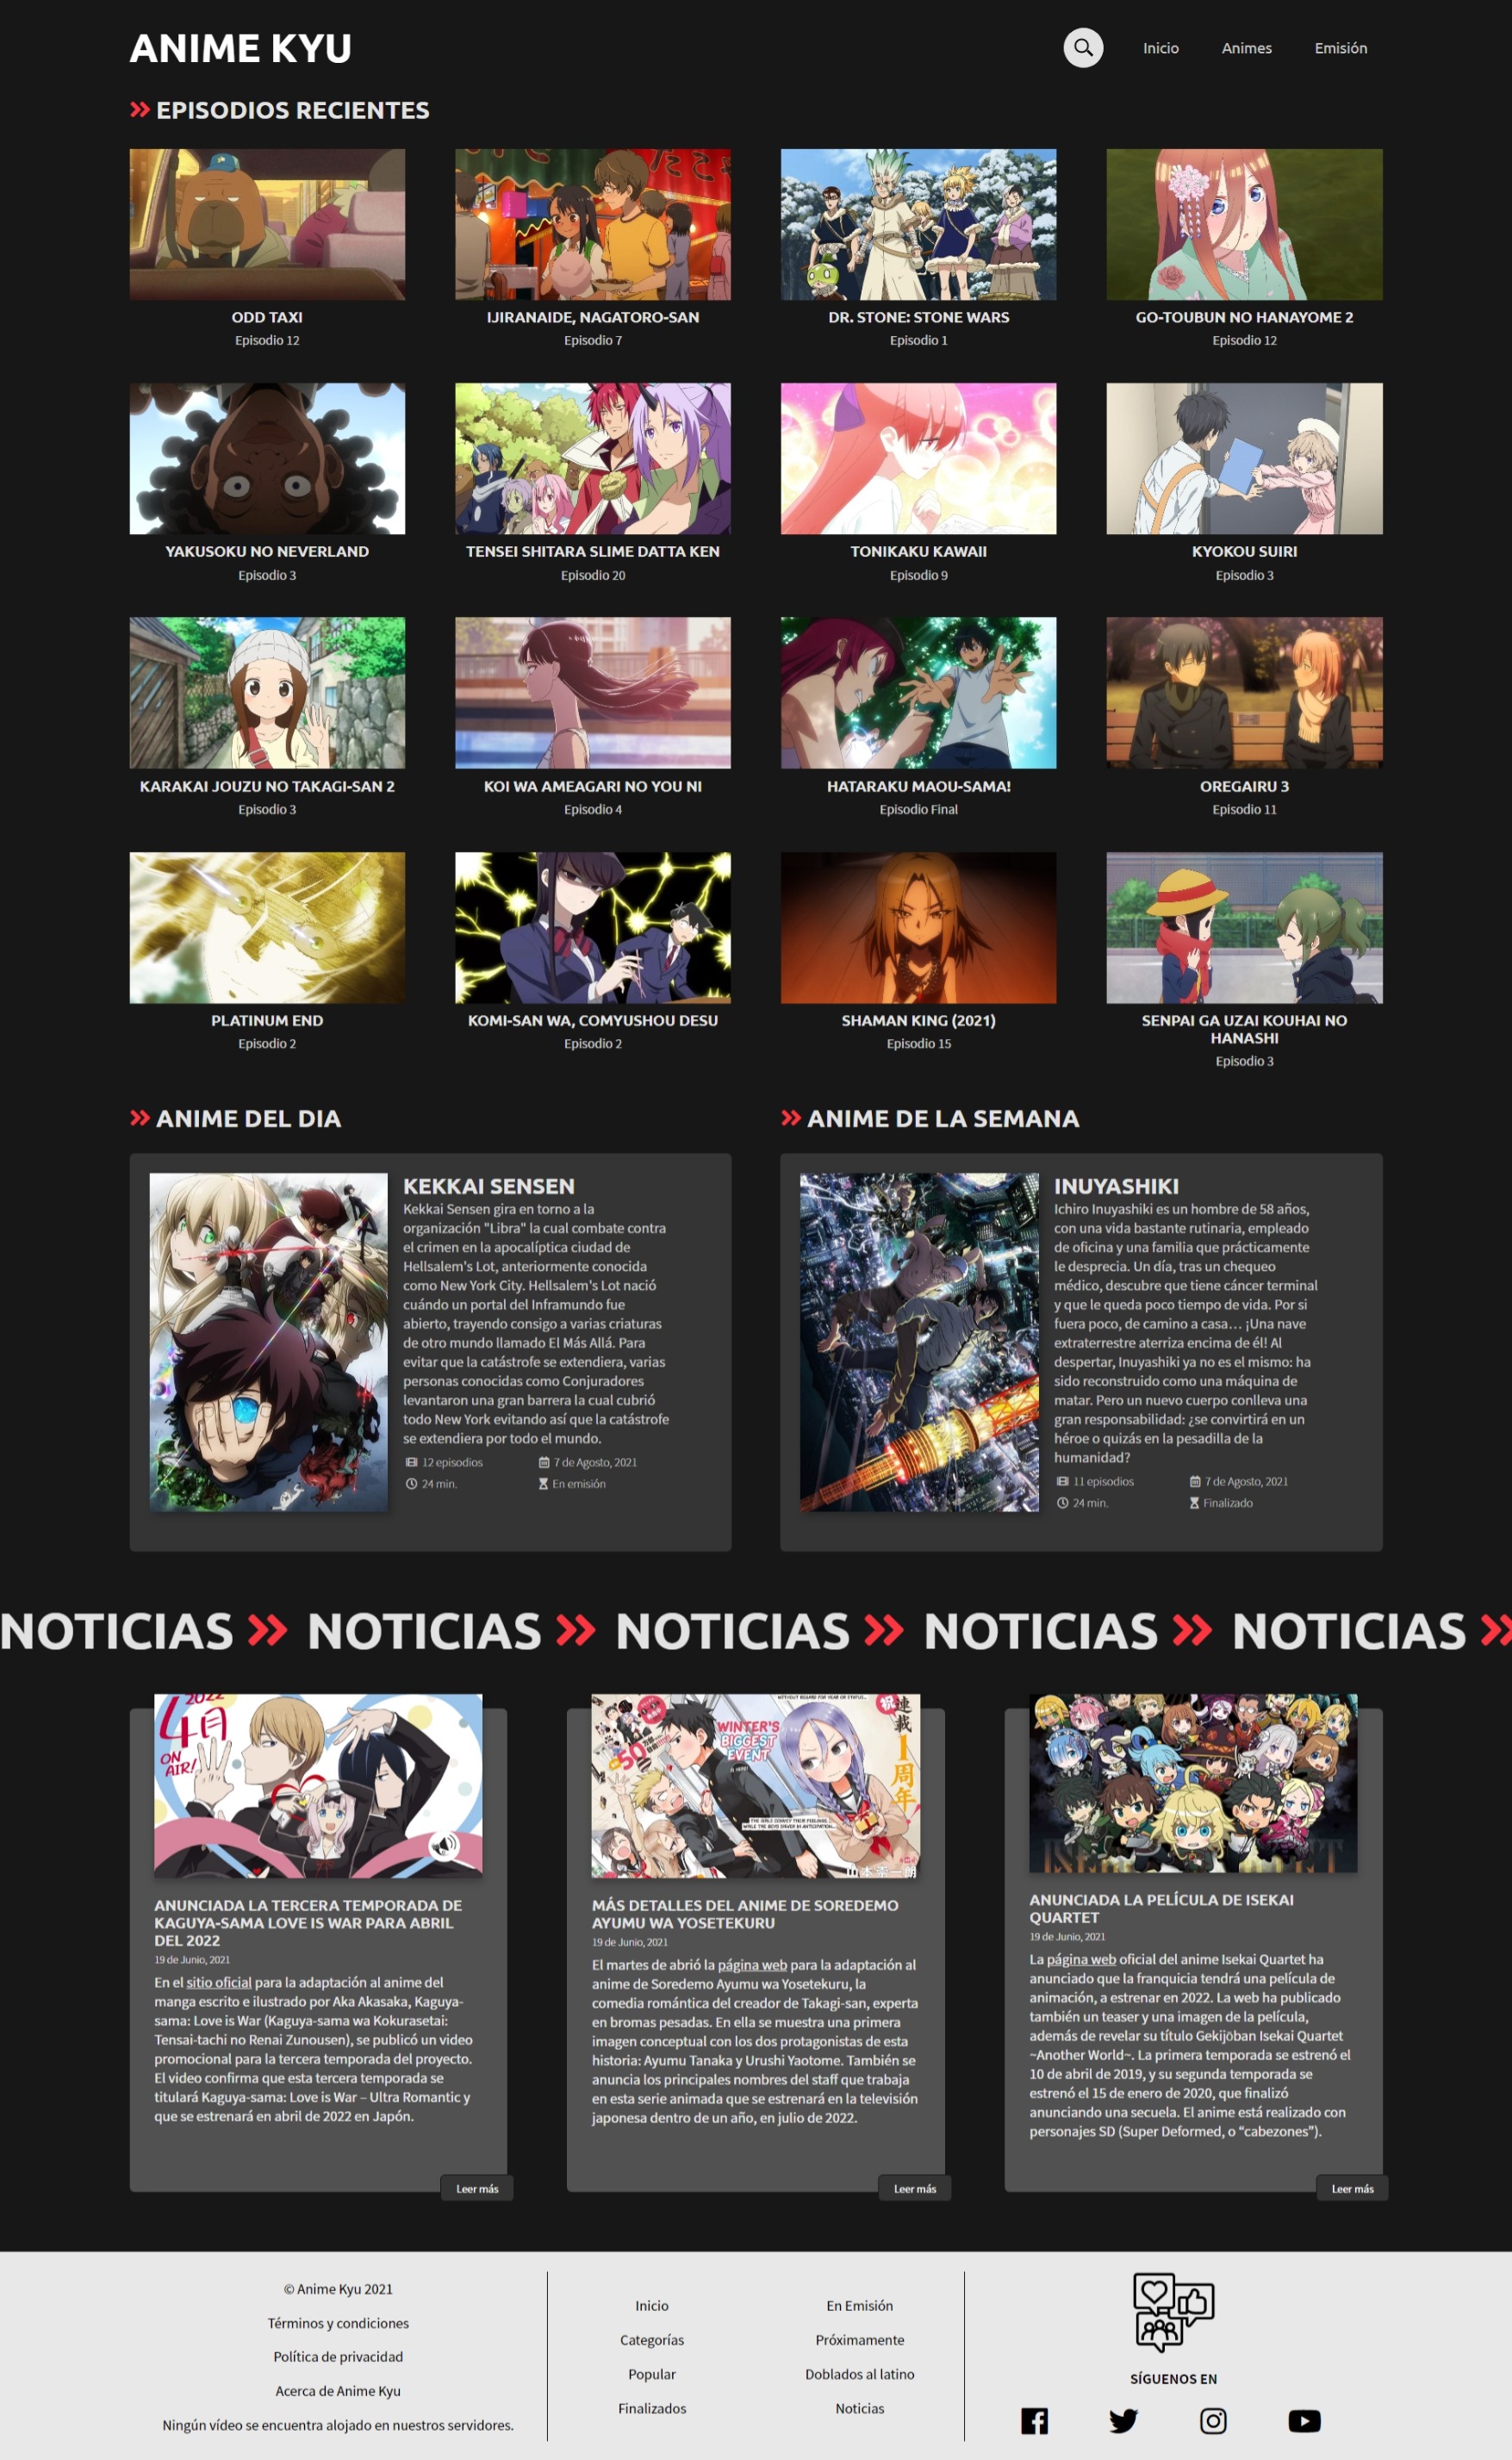 ANIME KYU
Inicio
Animes
Emisión
EPISODIOS RECIENTES
ODD TAXI
Episodio 12
IJIRANAIDE, NAGATORO-SAN
Episodio 7
DR. STONE: STONE WARS
Episodio 1
GO-TOUBUN NO HANAYOME 2
Episodio 12
YAKUSOKU NO NEVERLAND
Episodio 3
TENSEI SHITARA SLIME DATTA KEN
Episodio 20
TONIKAKU KAWAII
Episodio 9
KYOKOU SUIRI
Episodio 3
KARAKAI JOUZU NO TAKAGI-SAN 2
Episodio 3
KOI WA AMEAGARI NO YOU NI
Episodio 4
HATARAKU MAOU-SAMA!
Episodio Final
OREGAIRU 3
Episodio 11
PLATINUM END
Episodio 2
KOMI-SAN WA, COMYUSHOU DESU
Episodio 2
SHAMAN KING (2021)
Episodio 15
SENPAI GA UZAI KOUHAI NO
HANASHI
Episodio 3
ANIME DEL DIA
KEKKAI SENSEN
Kekkai Sensen gira en torno a la
organización "Libra" la cual combate contra
el crimen en la apocalíptica ciudad de
Hellsalem's Lot, anteriormente conocida
como New York City. Hellsalem's Lot nació
cuándo un portal del Inframundo fue
abierto, trayendo consigo a varias criaturas
de otro mundo llamado El Más Allá. Para
evitar que la catástrofe se extendiera, varias
personas conocidas como Conjuradores
levantaron una gran barrera la cual cubrió
todo New York evitando así que la catástrofe
se extendiera por todo el mundo.
12 episodios
7 de Agosto, 2021
24 min.
En emisión
ANIME DE LA SEMANA
INUYASHIKI
Ichiro Inuyashiki es un hombre de 58 años,
con una vida bastante rutinaria, empleado
de oficina y una familia que prácticamente
le desprecia. Un día, tras un chequeo
médico, descubre que tiene cáncer terminal
y que le queda poco tiempo de vida. Por si
fuera poco, de camino a casa… ¡Una nave
extraterrestre aterriza encima de él! Al
despertar, Inuyashiki ya no es el mismo: ha
sido reconstruido como una máquina de
matar. Pero un nuevo cuerpo conlleva una
gran responsabilidad: ¿se convirtirá en un
héroe o quizás en la pesadilla de la
humanidad?
11 episodios
7 de Agosto, 2021
24 min.
Finalizado
NOTICIAS NOTICIAS NOTICIAS NOTICIAS NOTICIAS
2022
4月
ON
AIR!
ANUNCIADA LA TERCERA TEMPORADA DE
KAGUYA-SAMA LOVE IS WAR PARA ABRIL
DEL 2022
19 de Junio, 2021
En el sitio oficial para la adaptación al anime del
manga escrito e ilustrado por Aka Akasaka, Kaguya-
sama: Love is War (Kaguya-sama wa Kokurasetai:
Tensai-tachi no Renai Zunousen), se publicó un video
promocional para la tercera temporada del proyecto.
El video confirma que esta tercera temporada se
titulará Kaguya-sama: Love is War – Ultra Romantic y
que se estrenará en abril de 2022 en Japón.
Leer más
WINTER'S
BIGGEST
EVENT
IS HERE!
50
祝
連載1周年
THE GIRLS CONVEY THEIR FEELINGS...
WHILE THE BOYS SHIVER IN ANTICIPATION...
MÁS DETALLES DEL ANIME DE SOREDEMO
AYUMU WA YOSETEKURU
19 de Junio, 2021
El martes de abrió la página web para la adaptación al
anime de Soredemo Ayumu wa Yosetekuru, la
comedia romántica del creador de Takagi-san, experta
en bromas pesadas. En ella se muestra una primera
imagen conceptual con los dos protagonistas de esta
historia: Ayumu Tanaka y Urushi Yaotome. También se
anuncia los principales nombres del staff que trabaja
en esta serie animada que se estrenará en la televisión
japonesa dentro de un año, en julio de 2022.
Leer más
ANUNCIADA LA PELÍCULA DE ISEKAI
QUARTET
19 de Junio, 2021
La página web oficial del anime Isekai Quartet ha
anunciado que la franquicia tendrá una película de
animación, a estrenar en 2022. La web ha publicado
también un teaser y una imagen de la película,
además de revelar su título Gekijōban Isekai Quartet
~Another World~. La primera temporada se estrenó el
10 de abril de 2019, y su segunda temporada se
estrenó el 15 de enero de 2020, que finalizó
anunciando una secuela. El anime está realizado con
personajes SD (Super Deformed, o “cabezones”).
Leer más
© Anime Kyu 2021
Términos y condiciones
Política de privacidad
Acerca de Anime Kyu
Ningún vídeo se encuentra alojado en nuestros servidores.
Inicio
Categorías
Popular
Finalizados
En Emisión
Próximamente
Doblados al latino
Noticias
SÍGUENOS EN